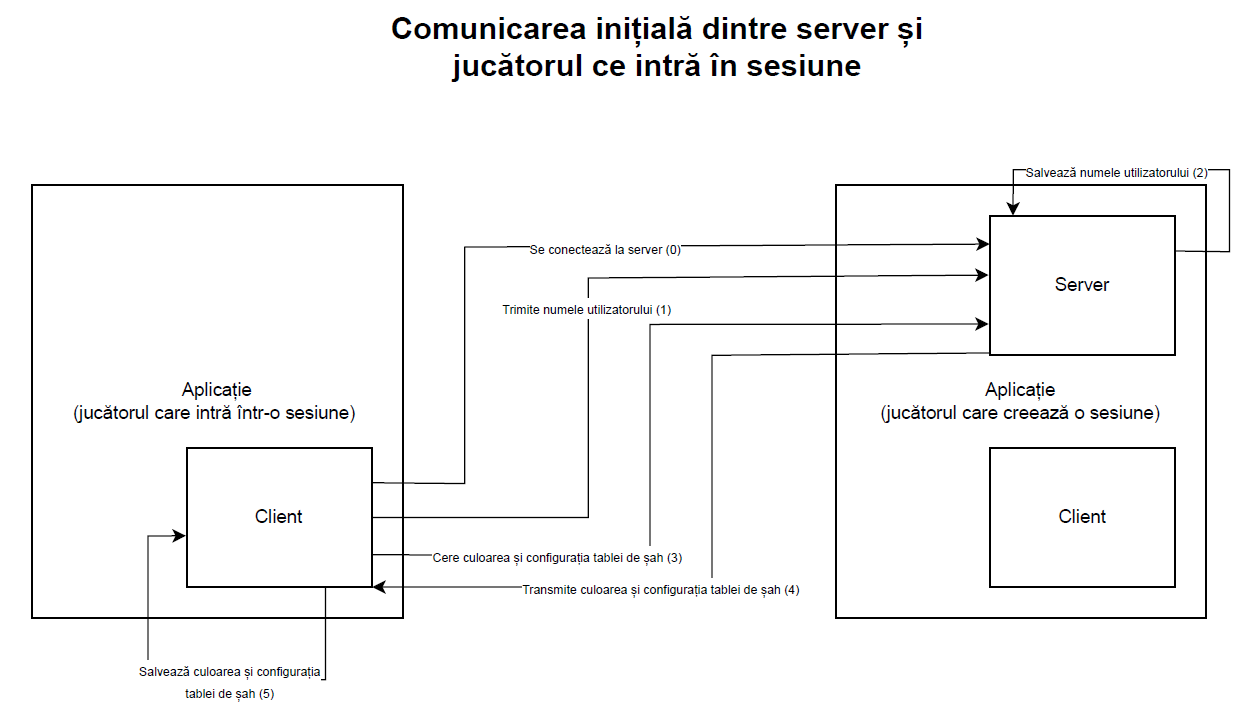 Comunicarea inițială dintre server și
jucătorul ce intră în sesiune
Salvează numele utilizatorului (2)
Se conectează la server (0)
Server
Trimite numele utilizatorului (1)
Aplicație
(jucătorul care intră într-o sesiune)
Aplicație
(jucătorul care creează o sesiune)
Client
Client
Cere culoarea și configurația tablei de șah (3)
Transmite culoarea și configurația tablei de șah (4)
Salvează culoarea și configurația
tablei de șah (5)